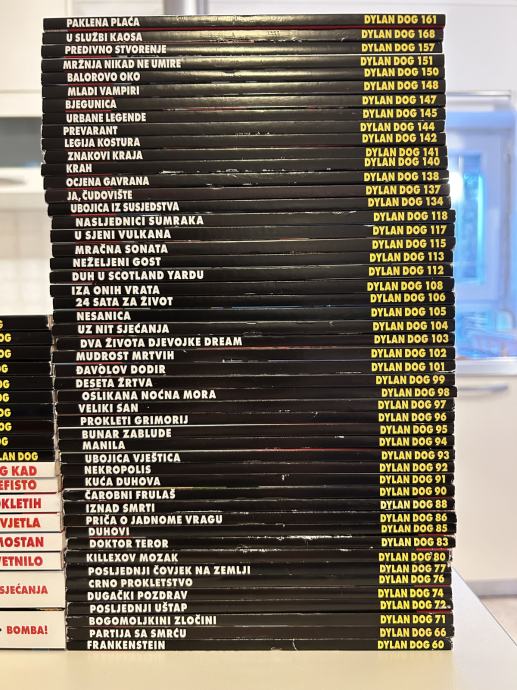 PAKLENA PLAĆA DYLAN DOG 161
U SLUŽBI KAOSA DYLAN DOG 168
PREDIVNO STVORENJE DYLAN DOG 157
MRŽNJA NIKAD NE UMIRE DYLAN DOG 151
BALOROVO OKO DYLAN DOG 150
MLADI VAMPIRI DYLAN DOG 148
BJEGUNICA DYLAN DOG 147
URBANE LEGENDE DYLAN DOG 145
PREVARANT DYLAN DOG 144
LEGIJA KOSTURA DYLAN DOG 142
ZNAKOVI KRAJA DYLAN DOG 141
KRAH DYLAN DOG 140
OCJENA GAVRANA DYLAN DOG 138
JA, ČUDOVIŠTE DYLAN DOG 137
UBOJICA IZ SUSJEDSTVA DYLAN DOG 134
NASLJEDNICI SUMRAKA DYLAN DOG 118
U SJENI VULKANA DYLAN DOG 117
MRAČNA SONATA DYLAN DOG 115
NEŽELJENI GOST DYLAN DOG 113
DUH U SCOTLAND YARDU DYLAN DOG 112
IZA ONIH VRATA DYLAN DOG 108
24 SATA ZA ŽIVOT DYLAN DOG 106
NESANICA DYLAN DOG 105
UZ NIT SJEĆANJA DYLAN DOG 104
DVA ŽIVOTA DJEVOJKE DREAM DYLAN DOG 103
MUDROST MRTVIH DYLAN DOG 102
ĐAVOLOV DODIR DYLAN DOG 101
DESETA ŽRTVA DYLAN DOG 99
OSLIKANA NOĆNA MORA DYLAN DOG 98
VELIKI SAN DYLAN DOG 97
PROKLETI GRIMORIJ DYLAN DOG 96
BUNAR ZABLUDE DYLAN DOG 95
MANILA DYLAN DOG 94
UBOJICA VJEŠTICA DYLAN DOG 93
NEKROPOLIS DYLAN DOG 92
KUĆA DUHOVA DYLAN DOG 91
ČAROBNI FRULAŠ DYLAN DOG 90
IZNAD SMRTI DYLAN DOG 88
PRIČA O JADNOME VRAGU DYLAN DOG 86
DUHOVI DYLAN DOG 85
DOKTOR TEROR DYLAN DOG 83
KILLEXOV MOZAK DYLAN DOG 80
POSLJEDNJI ČOVJEK NA ZEMLJI DYLAN DOG 77
CRNO PROKLETSTVO DYLAN DOG 76
DUGAČKI POZDRAV DYLAN DOG 74
POSLJEDNJI UŠTAP DYLAN DOG 72
BOGOMOLJKINI ZLOČINI DYLAN DOG 71
PARTIJA SA SMRĆU DYLAN DOG 66
FRANKENSTEIN DYLAN DOG 60
G
OG
OG
OG
OG
OG
OG
OG
OG
LAN DOG
G KAD
EFISTO
OKLETIH
VJETLA
MOSTAN
VETNILO
SJEĆANJA
BOMBA!